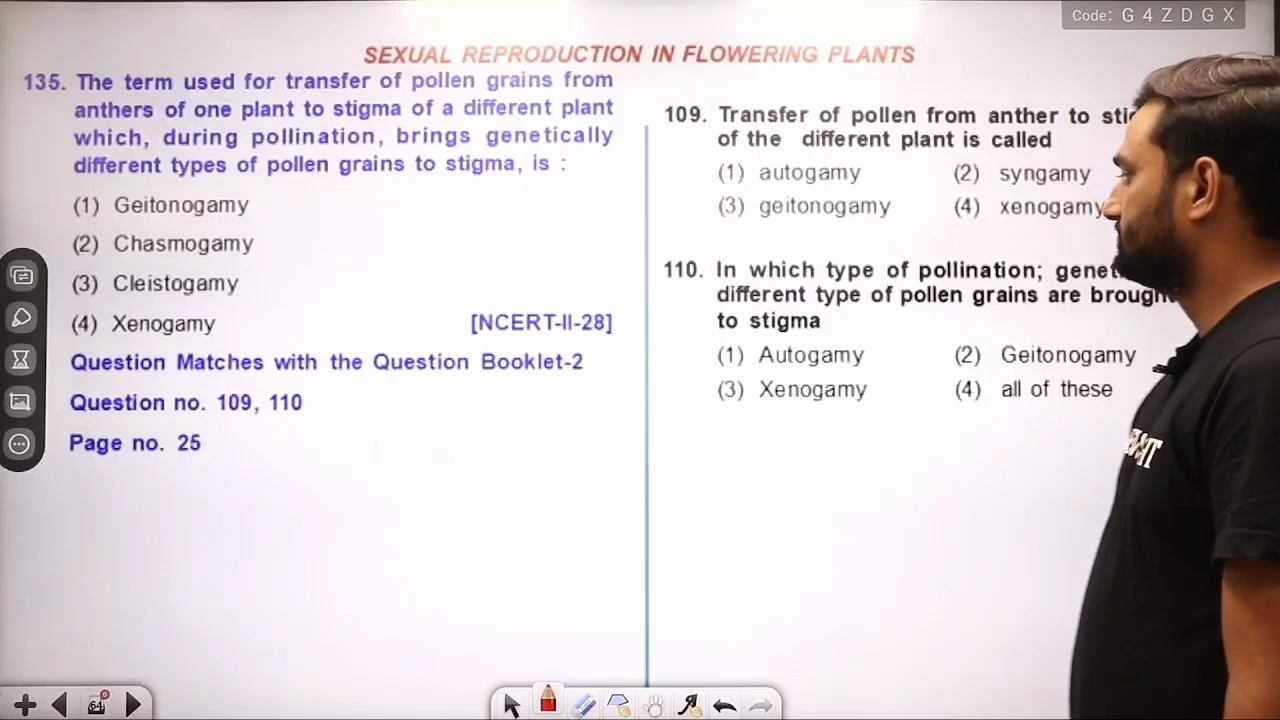 Code: G 4 Z D G X
SEXUAL REPRODUCTION IN FLOWERING PLANTS
135. The term used for transfer of pollen grains from
anthers of one plant to stigma of a different plant
which, during pollination, brings genetically
different types of pollen grains to stigma, is :
(1) Geitonogamy
(2) Chasmogamy
(3) Cleistogamy
(4) Xenogamy [NCERT-II-28]
Question Matches with the Question Booklet-2
Question no. 109, 110
Page no. 25
109. Transfer of pollen from anther to
of the different plant is called
(1) autogamy (2) syngamy
(3) geitonogamy (4) xenogamy
110. In which type of pollination;
different type of pollen grains are brought
to stigma
(1) Autogamy (2) Geitonogamy
(3) Xenogamy (4) all of these
64
0